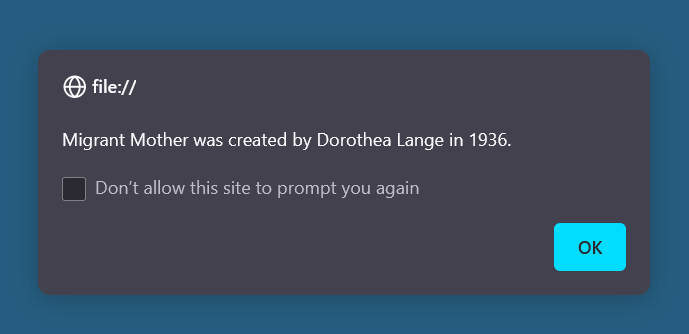 file://
Migrant Mother was created by Dorothea Lange in 1936.
Don’t allow this site to prompt you again
OK